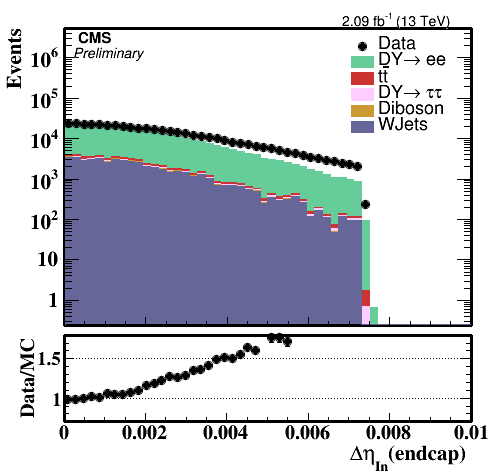 2.09 fb⁻¹ (13 TeV)
CMS
Preliminary
Data
DY→ ee
tt̄
DY→ ττ
Diboson
WJets
Events
10⁶
10⁵
10⁴
10³
10²
10
1
Data/MC
1.5
1
0
0.002
0.004
0.006
0.008
0.01
Δη_In (endcap)